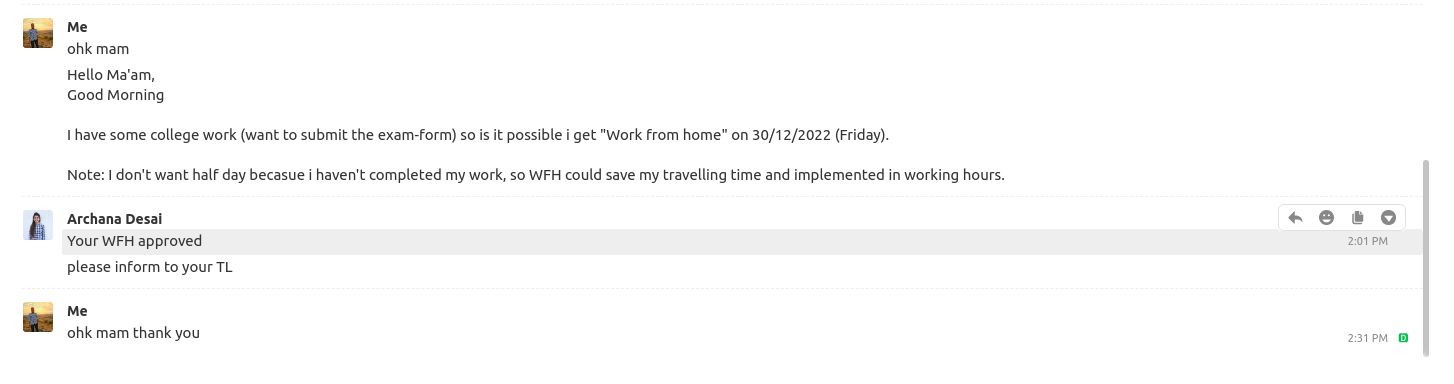 Me
ohk mam
Hello Ma'am,
Good Morning
I have some college work (want to submit the exam-form) so is it possible i get "Work from home" on 30/12/2022 (Friday).
Note: I don't want half day becasue i haven't completed my work, so WFH could save my travelling time and implemented in working hours.
Archana Desai
Your WFH approved
2:01 PM
please inform to your TL
Me
ohk mam thank you
2:31 PM D